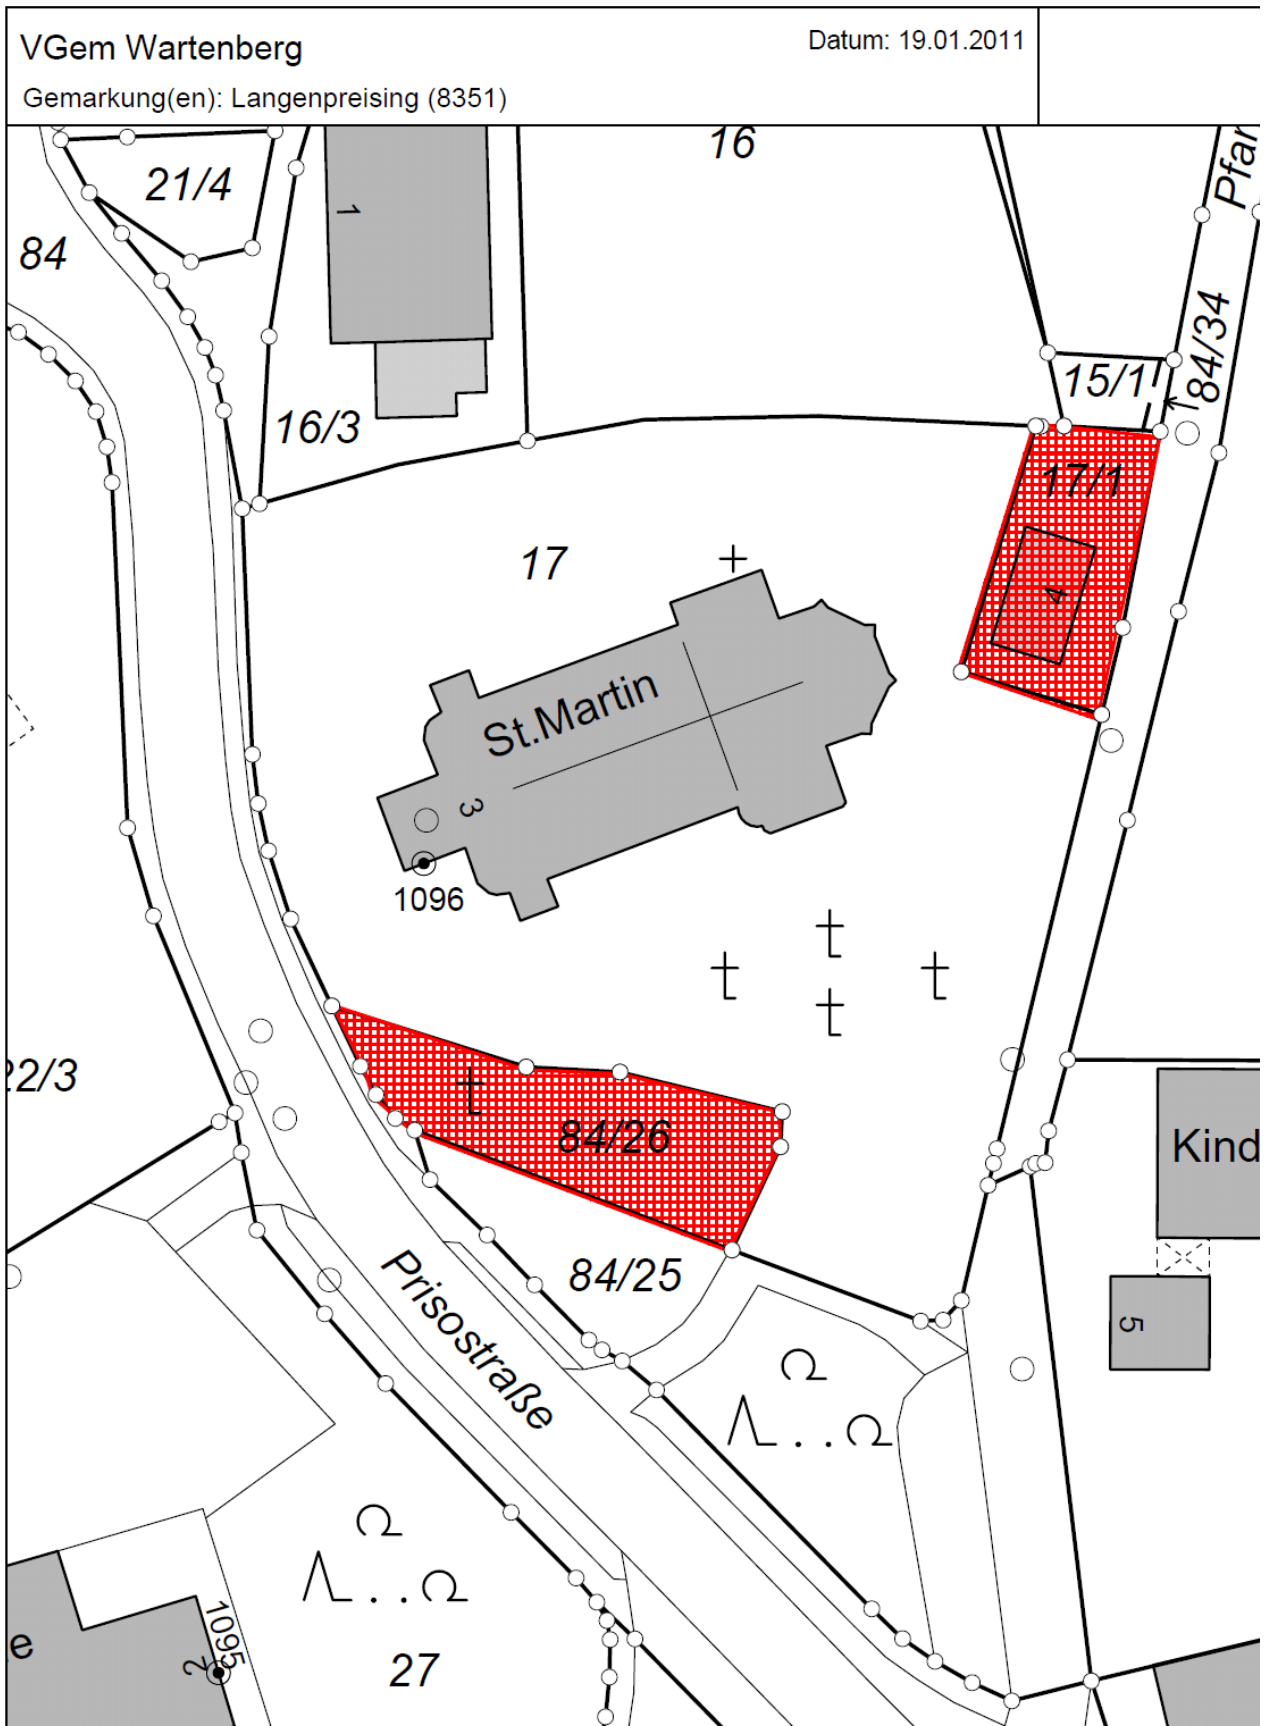 VGem Wartenberg
Datum: 19.01.2011
Gemarkung(en): Langenpreising (8351)
16
Pfar
21/4
1
84
84/34
15/1
16/3
17/1
17
4
St.Martin
3
1096
22/3
84/26
Kind
84/25
Prisostraße
5
1095
2
e
27